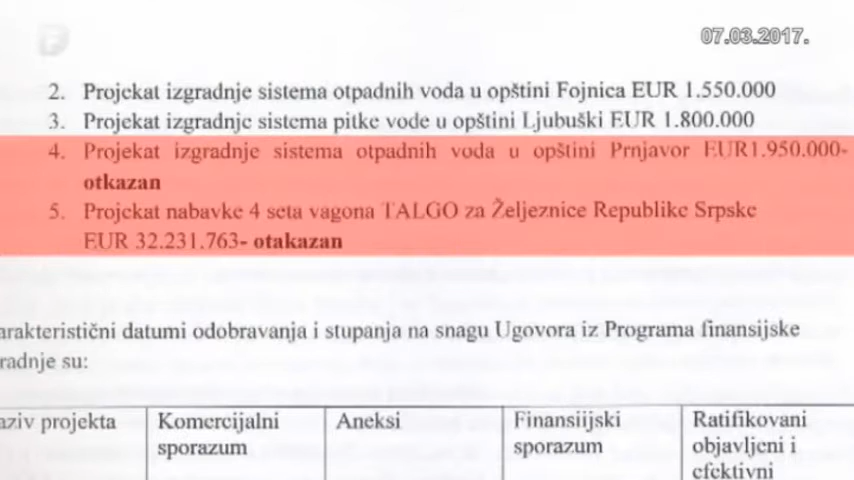 07.03.2017.
2. Projekat izgradnje sistema otpadnih voda u opštini Fojnica EUR 1.550.000
3. Projekat izgradnje sistema pitke vode u opštini Ljubuški EUR 1.800.000
4. Projekat izgradnje sistema otpadnih voda u opštini Prnjavor EUR1.950.000-
otkazan
5. Projekat nabavke 4 seta vagona TALGO za Željeznice Republike Srpske
EUR 32.231.763- otakazan
arakteristični datumi odobravanja i stupanja na snagu Ugovora iz Programa finansijske
radnje su:
aziv projekta
Komercijalni
sporazum
Aneksi
Finansiijski
sporazum
Ratifikovani
objavljeni i
efektivni